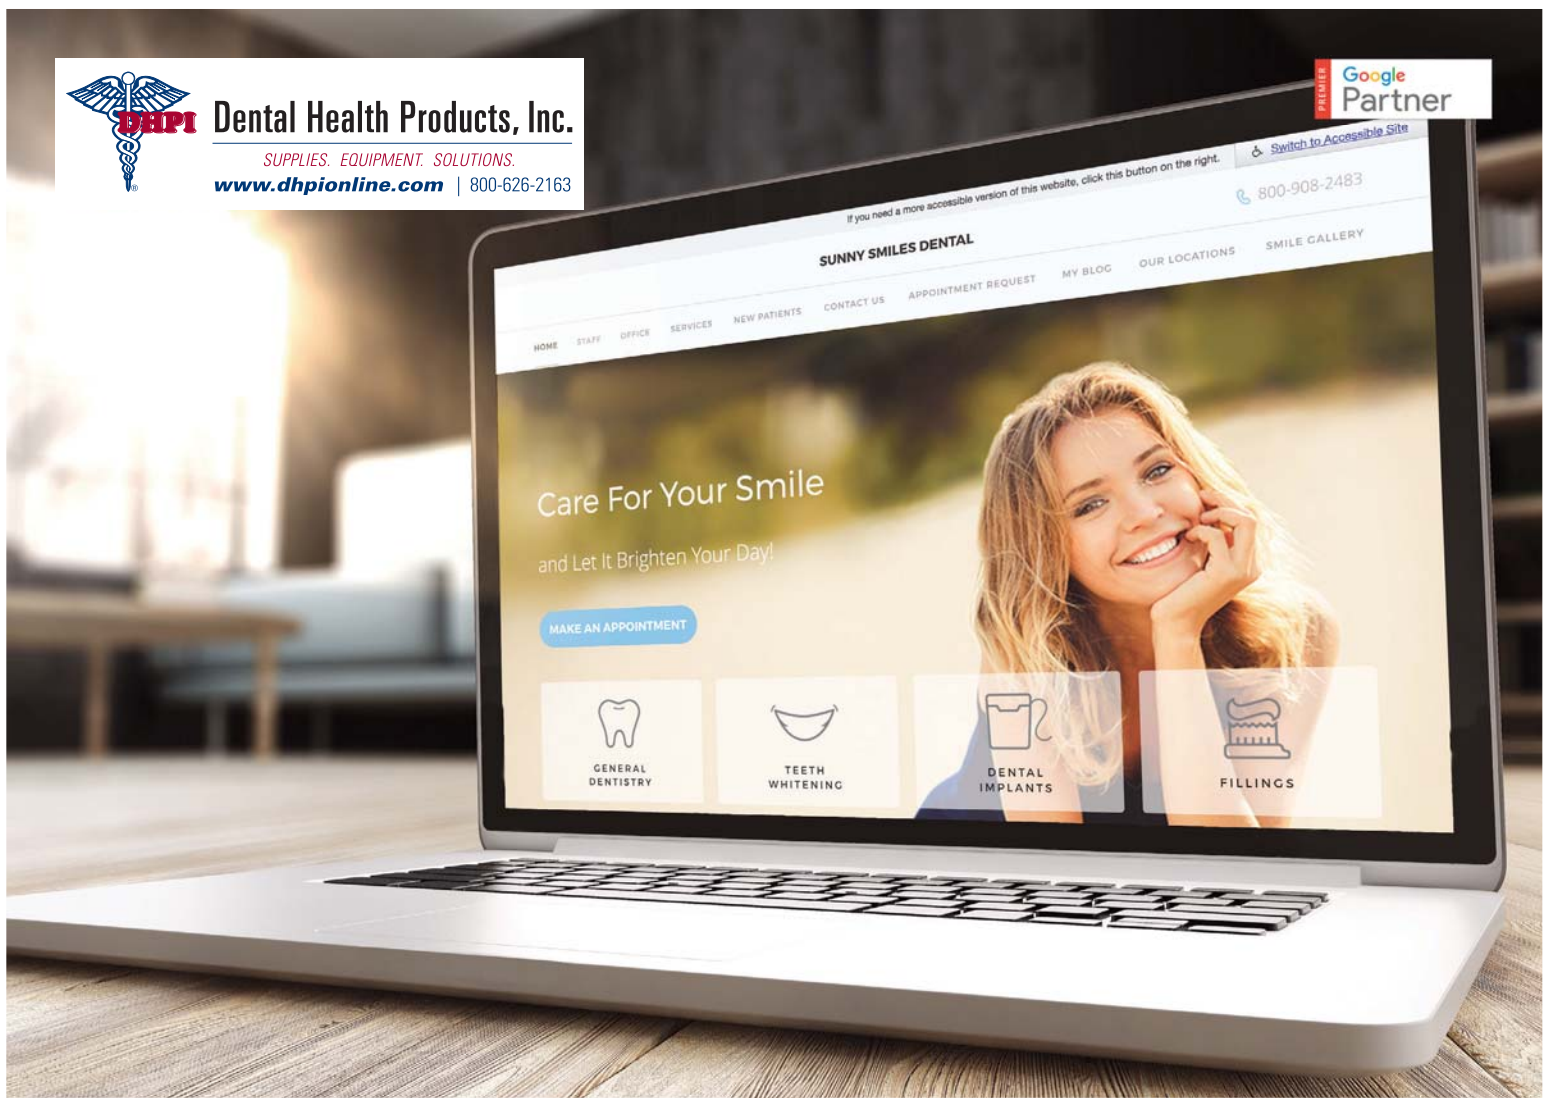 DHPI
Dental Health Products, Inc.
SUPPLIES. EQUIPMENT. SOLUTIONS.
www.dhpionline.com | 800-626-2163
®
PREMIER
Google
Partner
If you need a more accessible version of this website, click this button on the right.
Switch to Accessible Site
800-908-2483
SUNNY SMILES DENTAL
HOME STAFF OFFICE SERVICES NEW PATIENTS CONTACT US APPOINTMENT REQUEST MY BLOG OUR LOCATIONS SMILE GALLERY
Care For Your Smile
and Let It Brighten Your Day!
MAKE AN APPOINTMENT
GENERAL
DENTISTRY
TEETH
WHITENING
DENTAL
IMPLANTS
FILLINGS